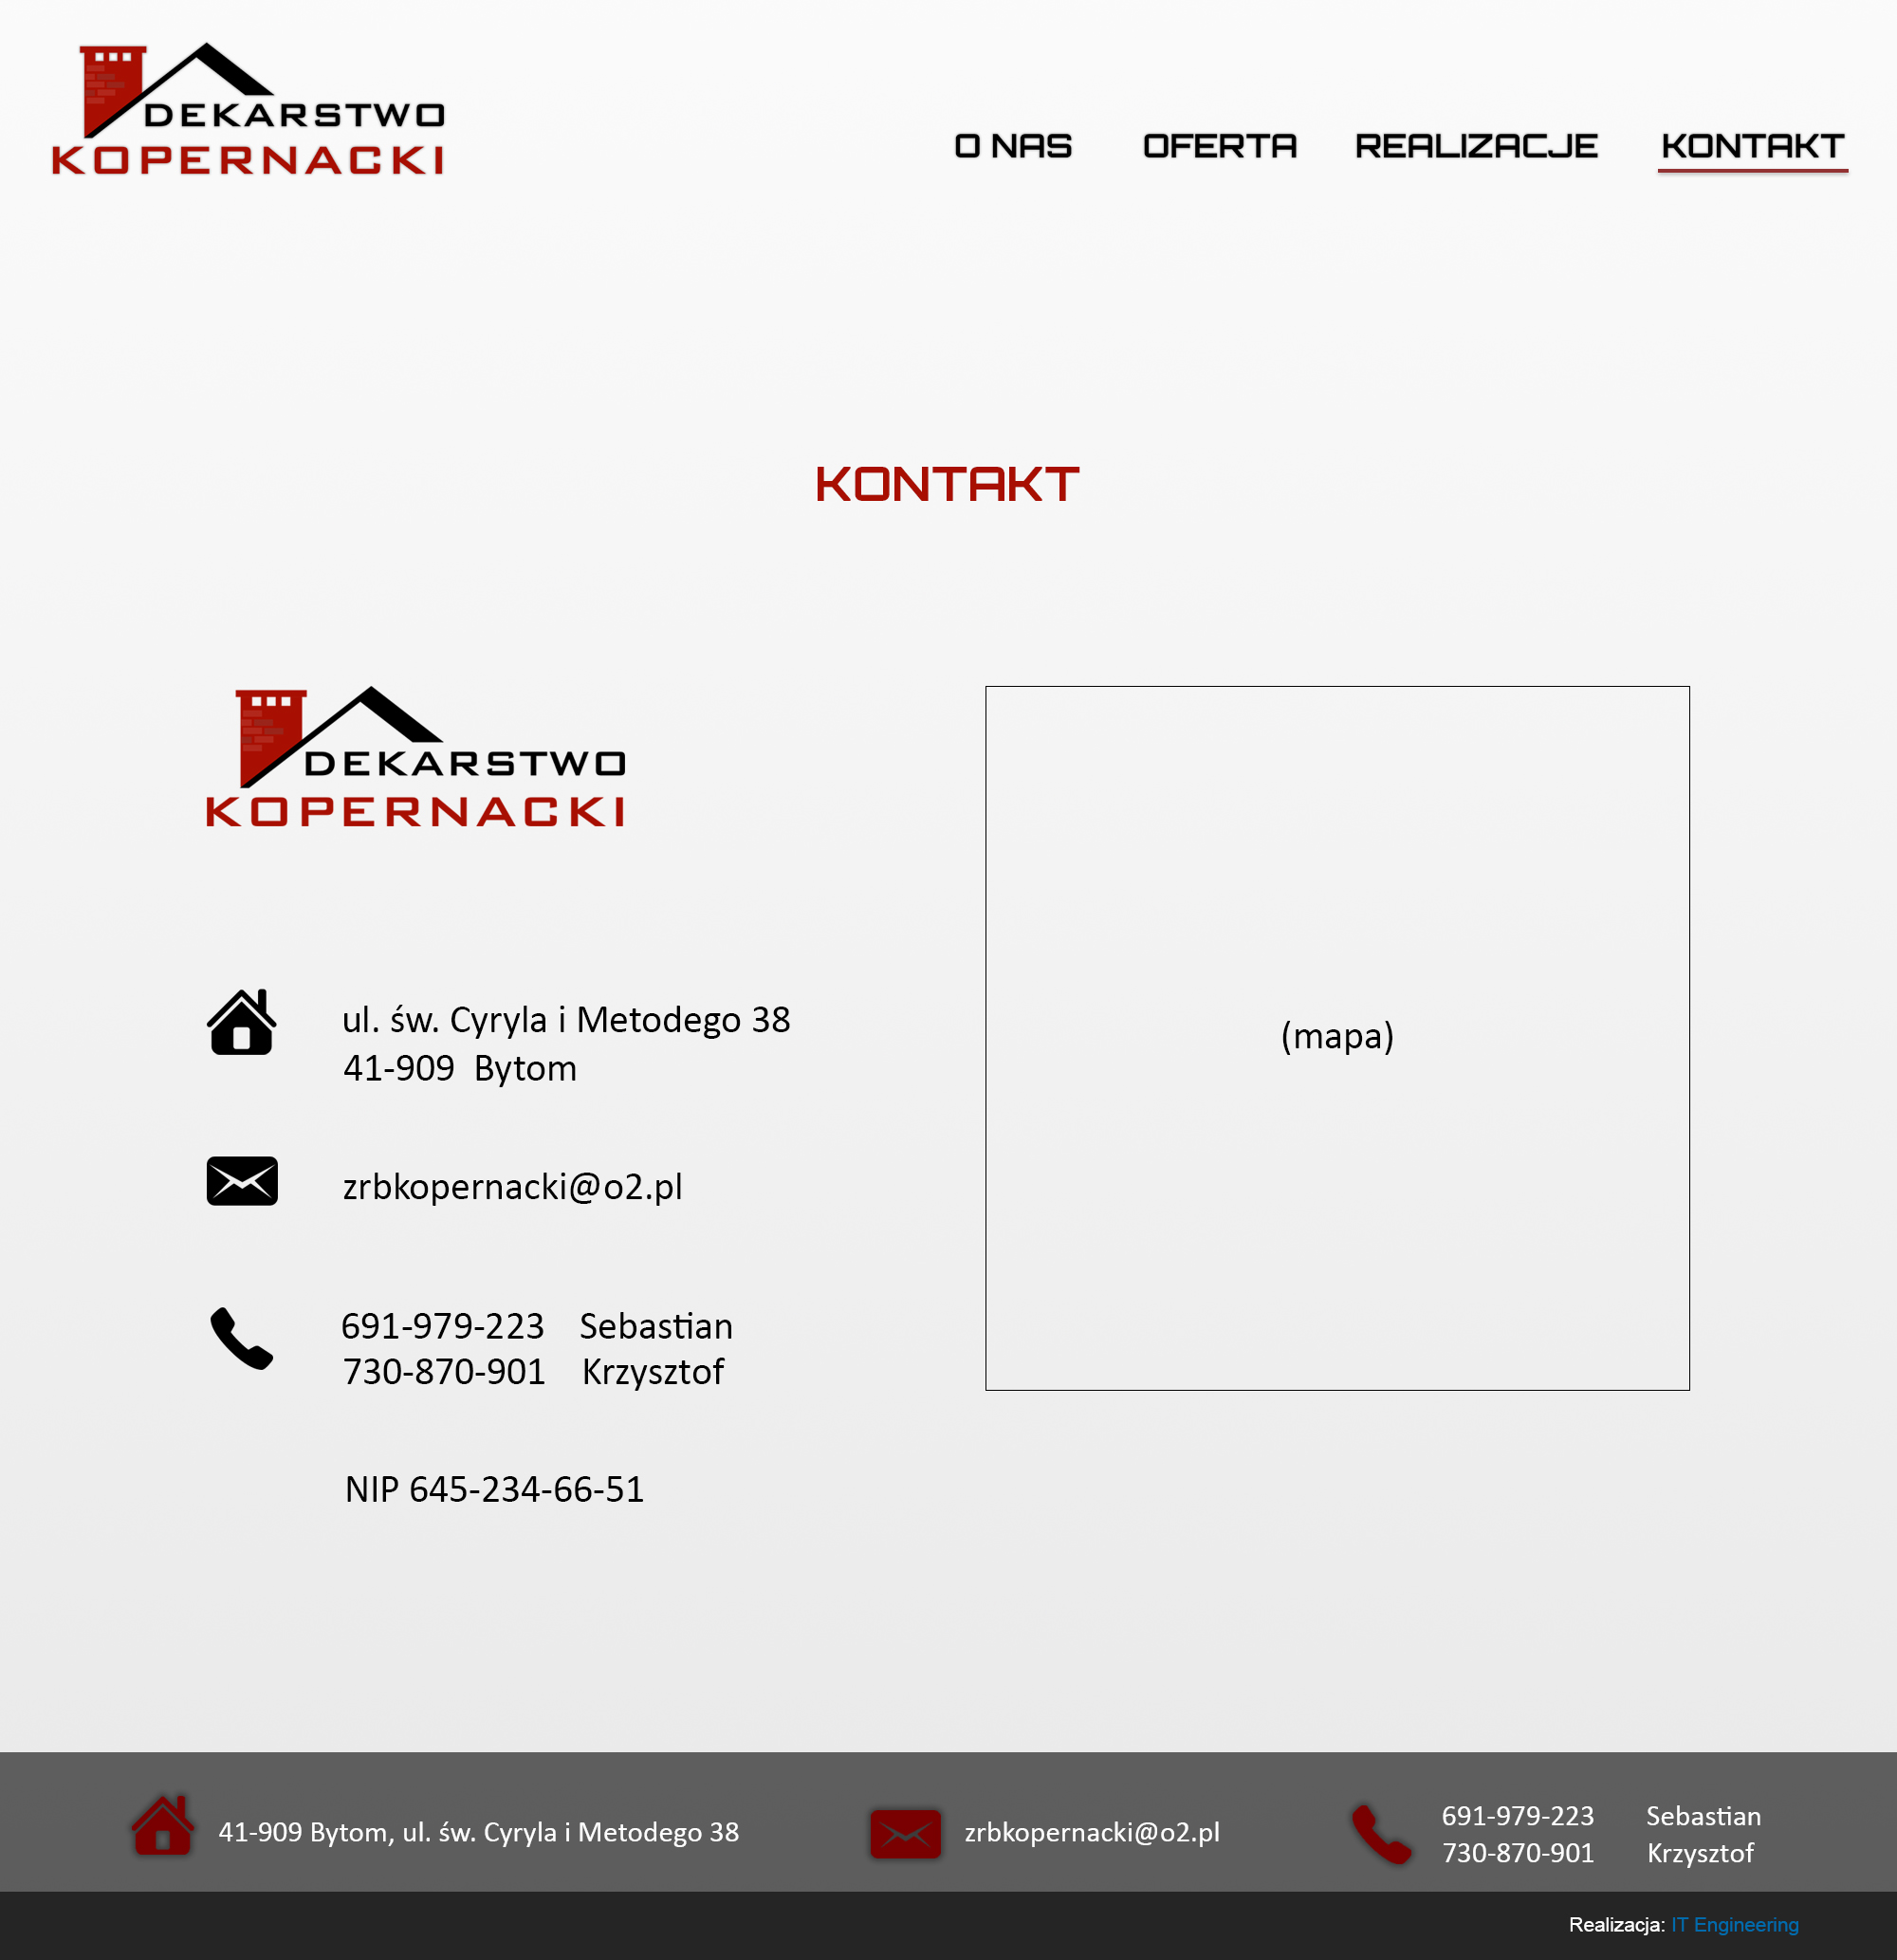 DEKARSTWO
KOPERNACKI
O NAS OFERTA REALIZACJE KONTAKT
KONTAKT
DEKARSTWO
KOPERNACKI
ul. św. Cyryla i Metodego 38
41-909 Bytom
zrbkopernacki@o2.pl
691-979-223 Sebastian
730-870-901 Krzysztof
NIP 645-234-66-51
(mapa)
41-909 Bytom, ul. św. Cyryla i Metodego 38
zrbkopernacki@o2.pl
691-979-223 Sebastian
730-870-901 Krzysztof
Realizacja: IT Engineering